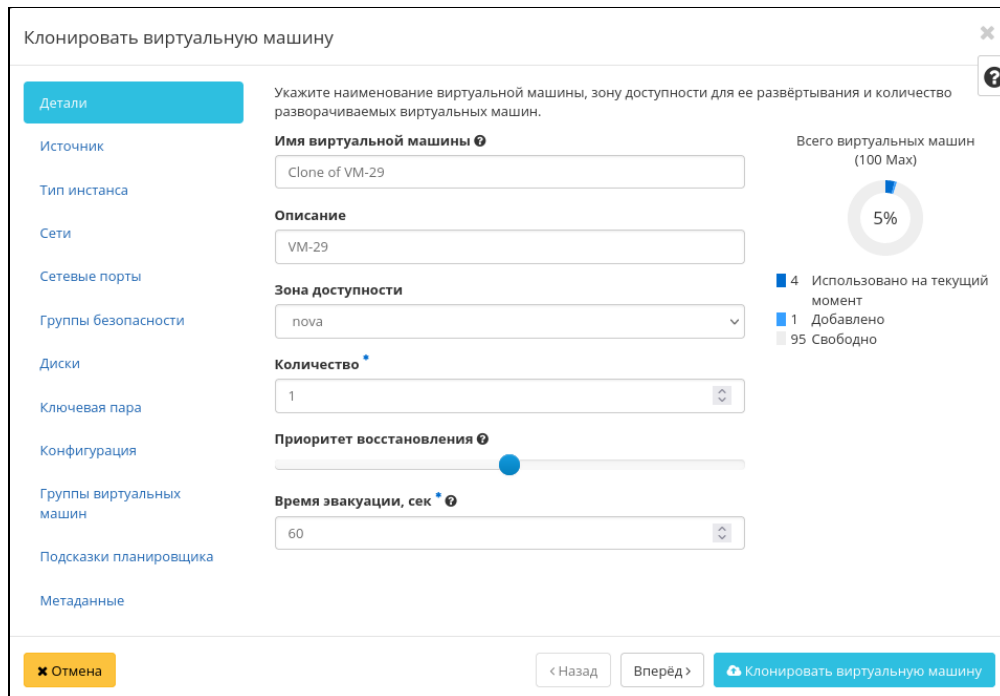 Клонировать виртуальную машину
Детали
Источник
Тип инстанса
Сети
Сетевые порты
Группы безопасности
Диски
Ключевая пара
Конфигурация
Группы виртуальных
машин
Подсказки планировщика
Метаданные
Укажите наименование виртуальной машины, зону доступности для ее развёртывания и количество
разворачиваемых виртуальных машин.
Имя виртуальной машины
Clone of VM-29
Описание
VM-29
Зона доступности
nova
Количество *
1
Приоритет восстановления
Время эвакуации, сек *
60
Всего виртуальных машин
(100 Max)
5%
4 Использовано на текущий
момент
1 Добавлено
95 Свободно
Отмена
‹ Назад
Вперёд ›
Клонировать виртуальную машину